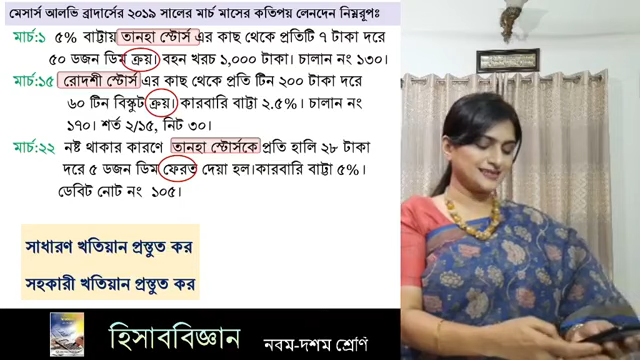 মেসার্স আলভি ব্রাদার্সের ২০১৯ সালের মার্চ মাসের কতিপয় লেনদেন নিম্নরূপঃ
মার্চ:১ ৫% বাট্টায় তানহা স্টোর্স এর কাছ থেকে প্রতিটি ৭ টাকা দরে
৫০ ডজন ডিম ক্রয়। বহন খরচ ১,০০০ টাকা। চালান নং ১৩০।
মার্চ:১৫ রোদশী স্টোর্স এর কাছ থেকে প্রতি টিন ২০০ টাকা দরে
৬০ টিন বিস্কুট ক্রয়। কারবারি বাট্টা ২.৫%। চালান নং
১৭০। শর্ত ২/১৫, নিট ৩০।
মার্চ:২২ নষ্ট থাকার কারণে তানহা স্টোর্সকে প্রতি হালি ২৮ টাকা
দরে ৫ ডজন ডিম ফেরত দেয়া হল।কারবারি বাট্টা ৫%।
ডেবিট নোট নং ১০৫।
সাধারণ খতিয়ান প্রস্তুত কর
সহকারী খতিয়ান প্রস্তুত কর
হিসাববিজ্ঞান নবম-দশম শ্রেণি